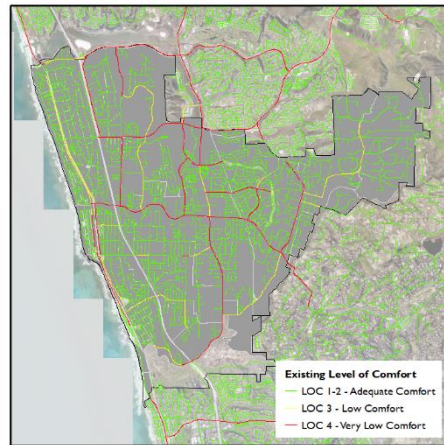 Existing Level of Comfort
LOC 1-2 - Adequate Comfort
LOC 3 - Low Comfort
LOC 4 - Very Low Comfort